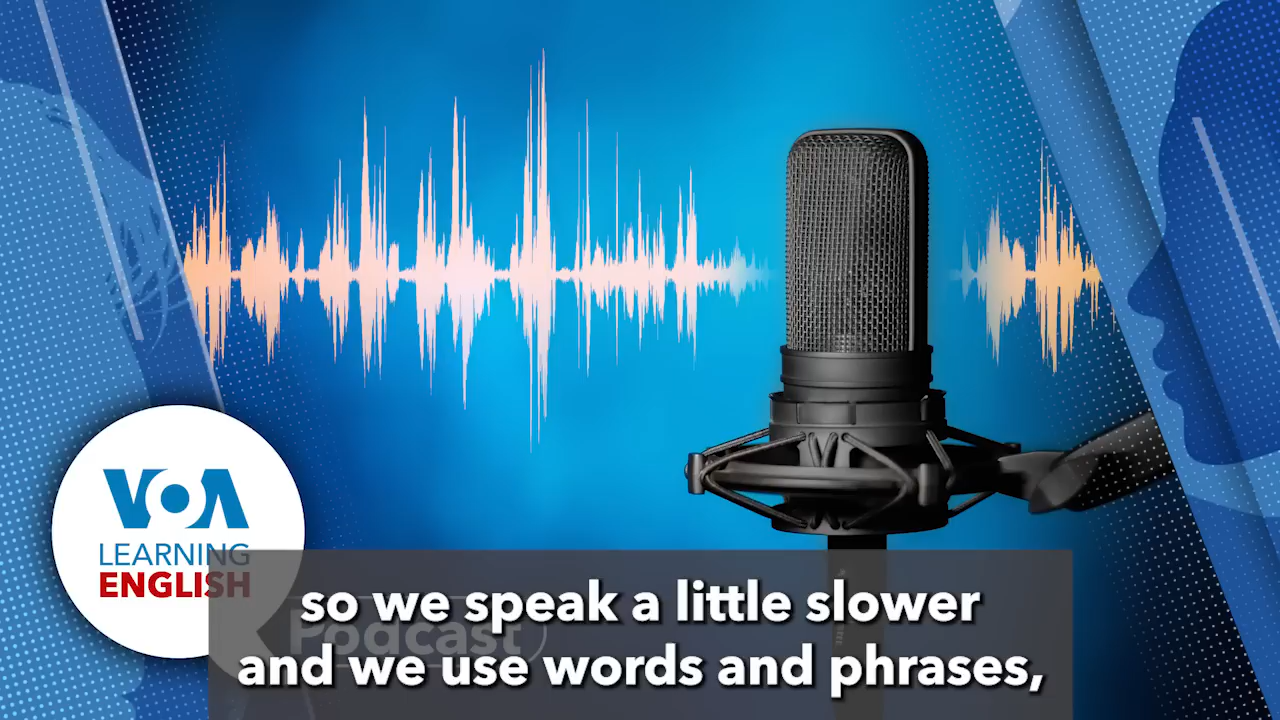 VOA
LEARNING
ENGLISH
Podcast
so we speak a little slower
and we use words and phrases,